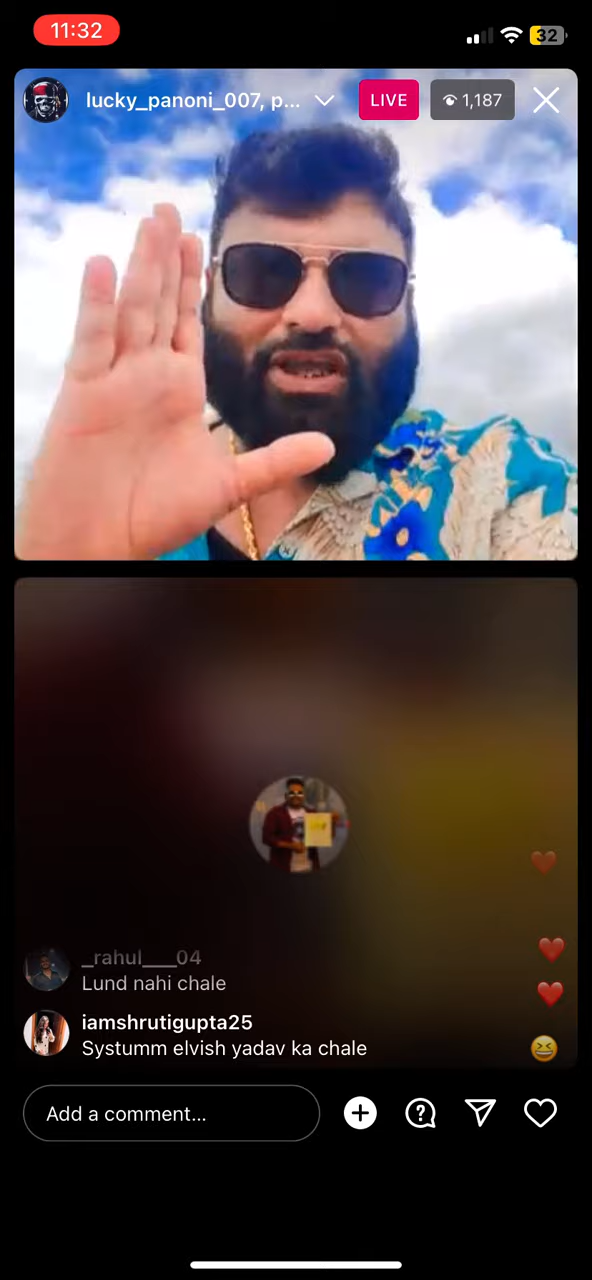 11:32
32
lucky_panoni_007, p...
LIVE
1,187
_rahul___04
Lund nahi chale
iamshrutigupta25
Systumm elvish yadav ka chale
Add a comment...